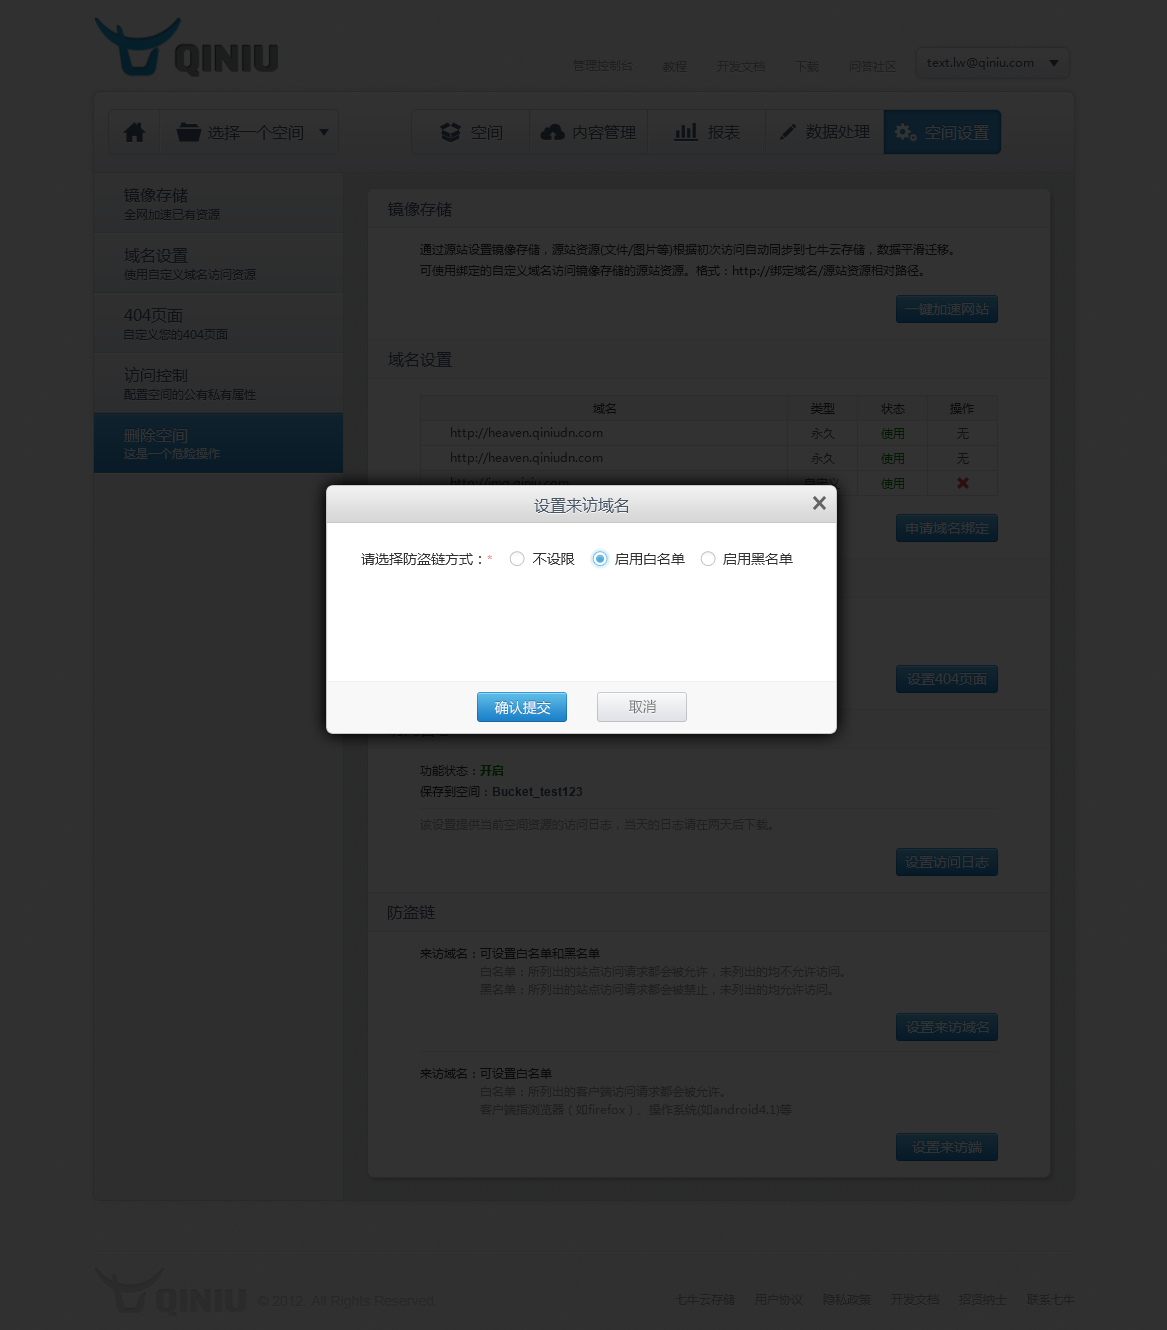 QINIU
管理控制台 教程 开发文档 下载 问答社区 text.lw@qiniu.com
选择一个空间 空间 内容管理 报表 数据处理 空间设置
镜像存储
全网加速已有资源
域名设置
使用自定义域名访问资源
404页面
自定义您的404页面
访问控制
配置空间的公有私有属性
删除空间
这是一个危险操作
镜像存储
通过源站设置镜像存储，源站资源(文件/图片等)根据初次访问自动同步到七牛云存储，数据平滑迁移。
可使用绑定的自定义域名访问镜像存储的源站资源。格式：http://绑定域名/源站资源相对路径。
一键加速网站
域名设置
域名 类型 状态 操作
http://heaven.qiniudn.com 永久 使用 无
http://heaven.qiniudn.com 永久 使用 无
http://img.qiniu.com 自定义 使用
申请域名绑定
设置来访域名
请选择防盗链方式：* 不设限 启用白名单 启用黑名单
确认提交 取消
设置404页面
功能状态：开启
保存到空间：Bucket_test123
该设置提供当前空间资源的访问日志，当天的日志请在两天后下载。
设置访问日志
防盗链
来访域名：可设置白名单和黑名单
白名单：所列出的站点访问请求都会被允许，未列出的均不允许访问。
黑名单：所列出的站点访问请求都会被禁止，未列出的均允许访问。
设置来访域名
来访域名：可设置白名单
白名单：所列出的客户端访问请求都会被允许。
客户端指浏览器（如firefox）、操作系统(如android4.1)等
设置来访端
QINIU © 2012. All Rights Reserved. 七牛云存储 用户协议 隐私政策 开发文档 招贤纳士 联系七牛